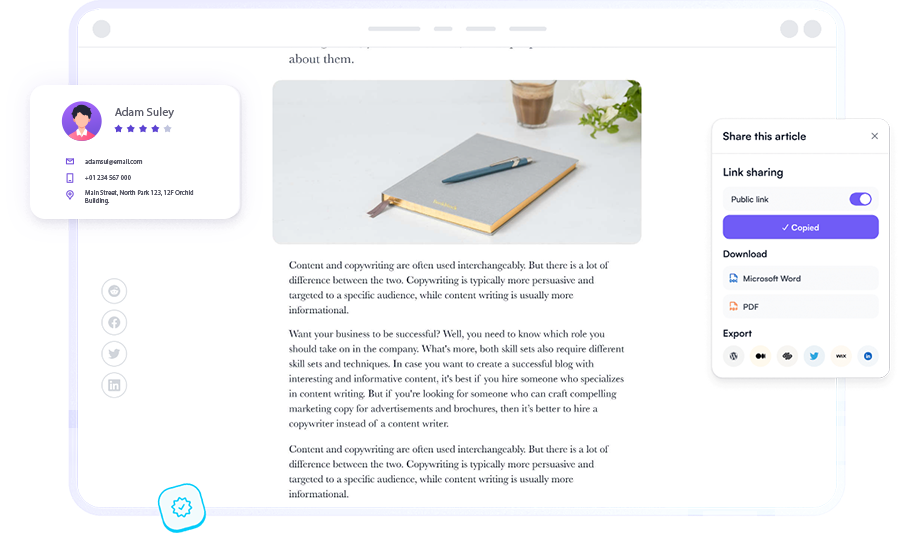 about them.
Adam Suley
adamsul@email.com
+01 234 567 000
Main Street, North Park 123, 12F Orchid
Building.
Share this article
Link sharing
Public link
Copied
Download
Microsoft Word
PDF
Export
WIX
Content and copywriting are often used interchangeably. But there is a lot of
difference between the two. Copywriting is typically more persuasive and
targeted to a specific audience, while content writing is usually more
informational.
Want your business to be successful? Well, you need to know which role you
should take on in the company. What's more, both skill sets also require different
skill sets and techniques. In case you want to create a successful blog with
interesting and informative content, it's best if you hire someone who specializes
in content writing. But if you're looking for someone who can craft compelling
marketing copy for advertisements and brochures, then it's better to hire a
copywriter instead of a content writer.
Content and copywriting are often used interchangeably. But there is a lot of
difference between the two. Copywriting is typically more persuasive and
targeted to a specific audience, while content writing is usually more
informational.